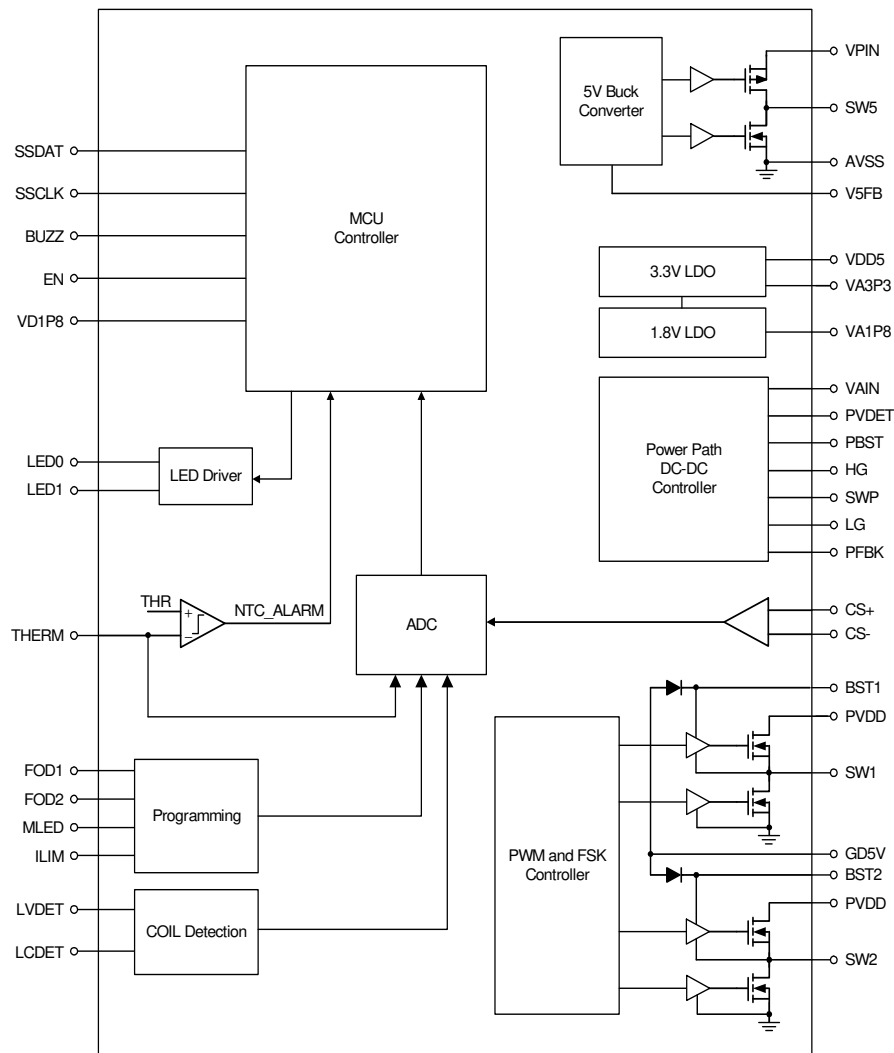 VPIN
5V Buck
Converter
SW5
SSDAT
AVSS
SSCLK
V5FB
MCU
Controller
BUZZ
VDD5
EN
3.3V LDO
VA3P3
VD1P8
1.8V LDO
VA1P8
VAIN
PVDET
PBST
Power Path
DC-DC
Controller
LED0
LED Driver
HG
LED1
SWP
LG
PFBK
THR
CS+
NTC_ALARM
ADC
THERM
CS-
BST1
PVDD
FOD1
SW1
FOD2
Programming
MLED
ILIM
PWM and FSK
Controller
GD5V
BST2
LVDET
PVDD
COIL Detection
LCDET
SW2